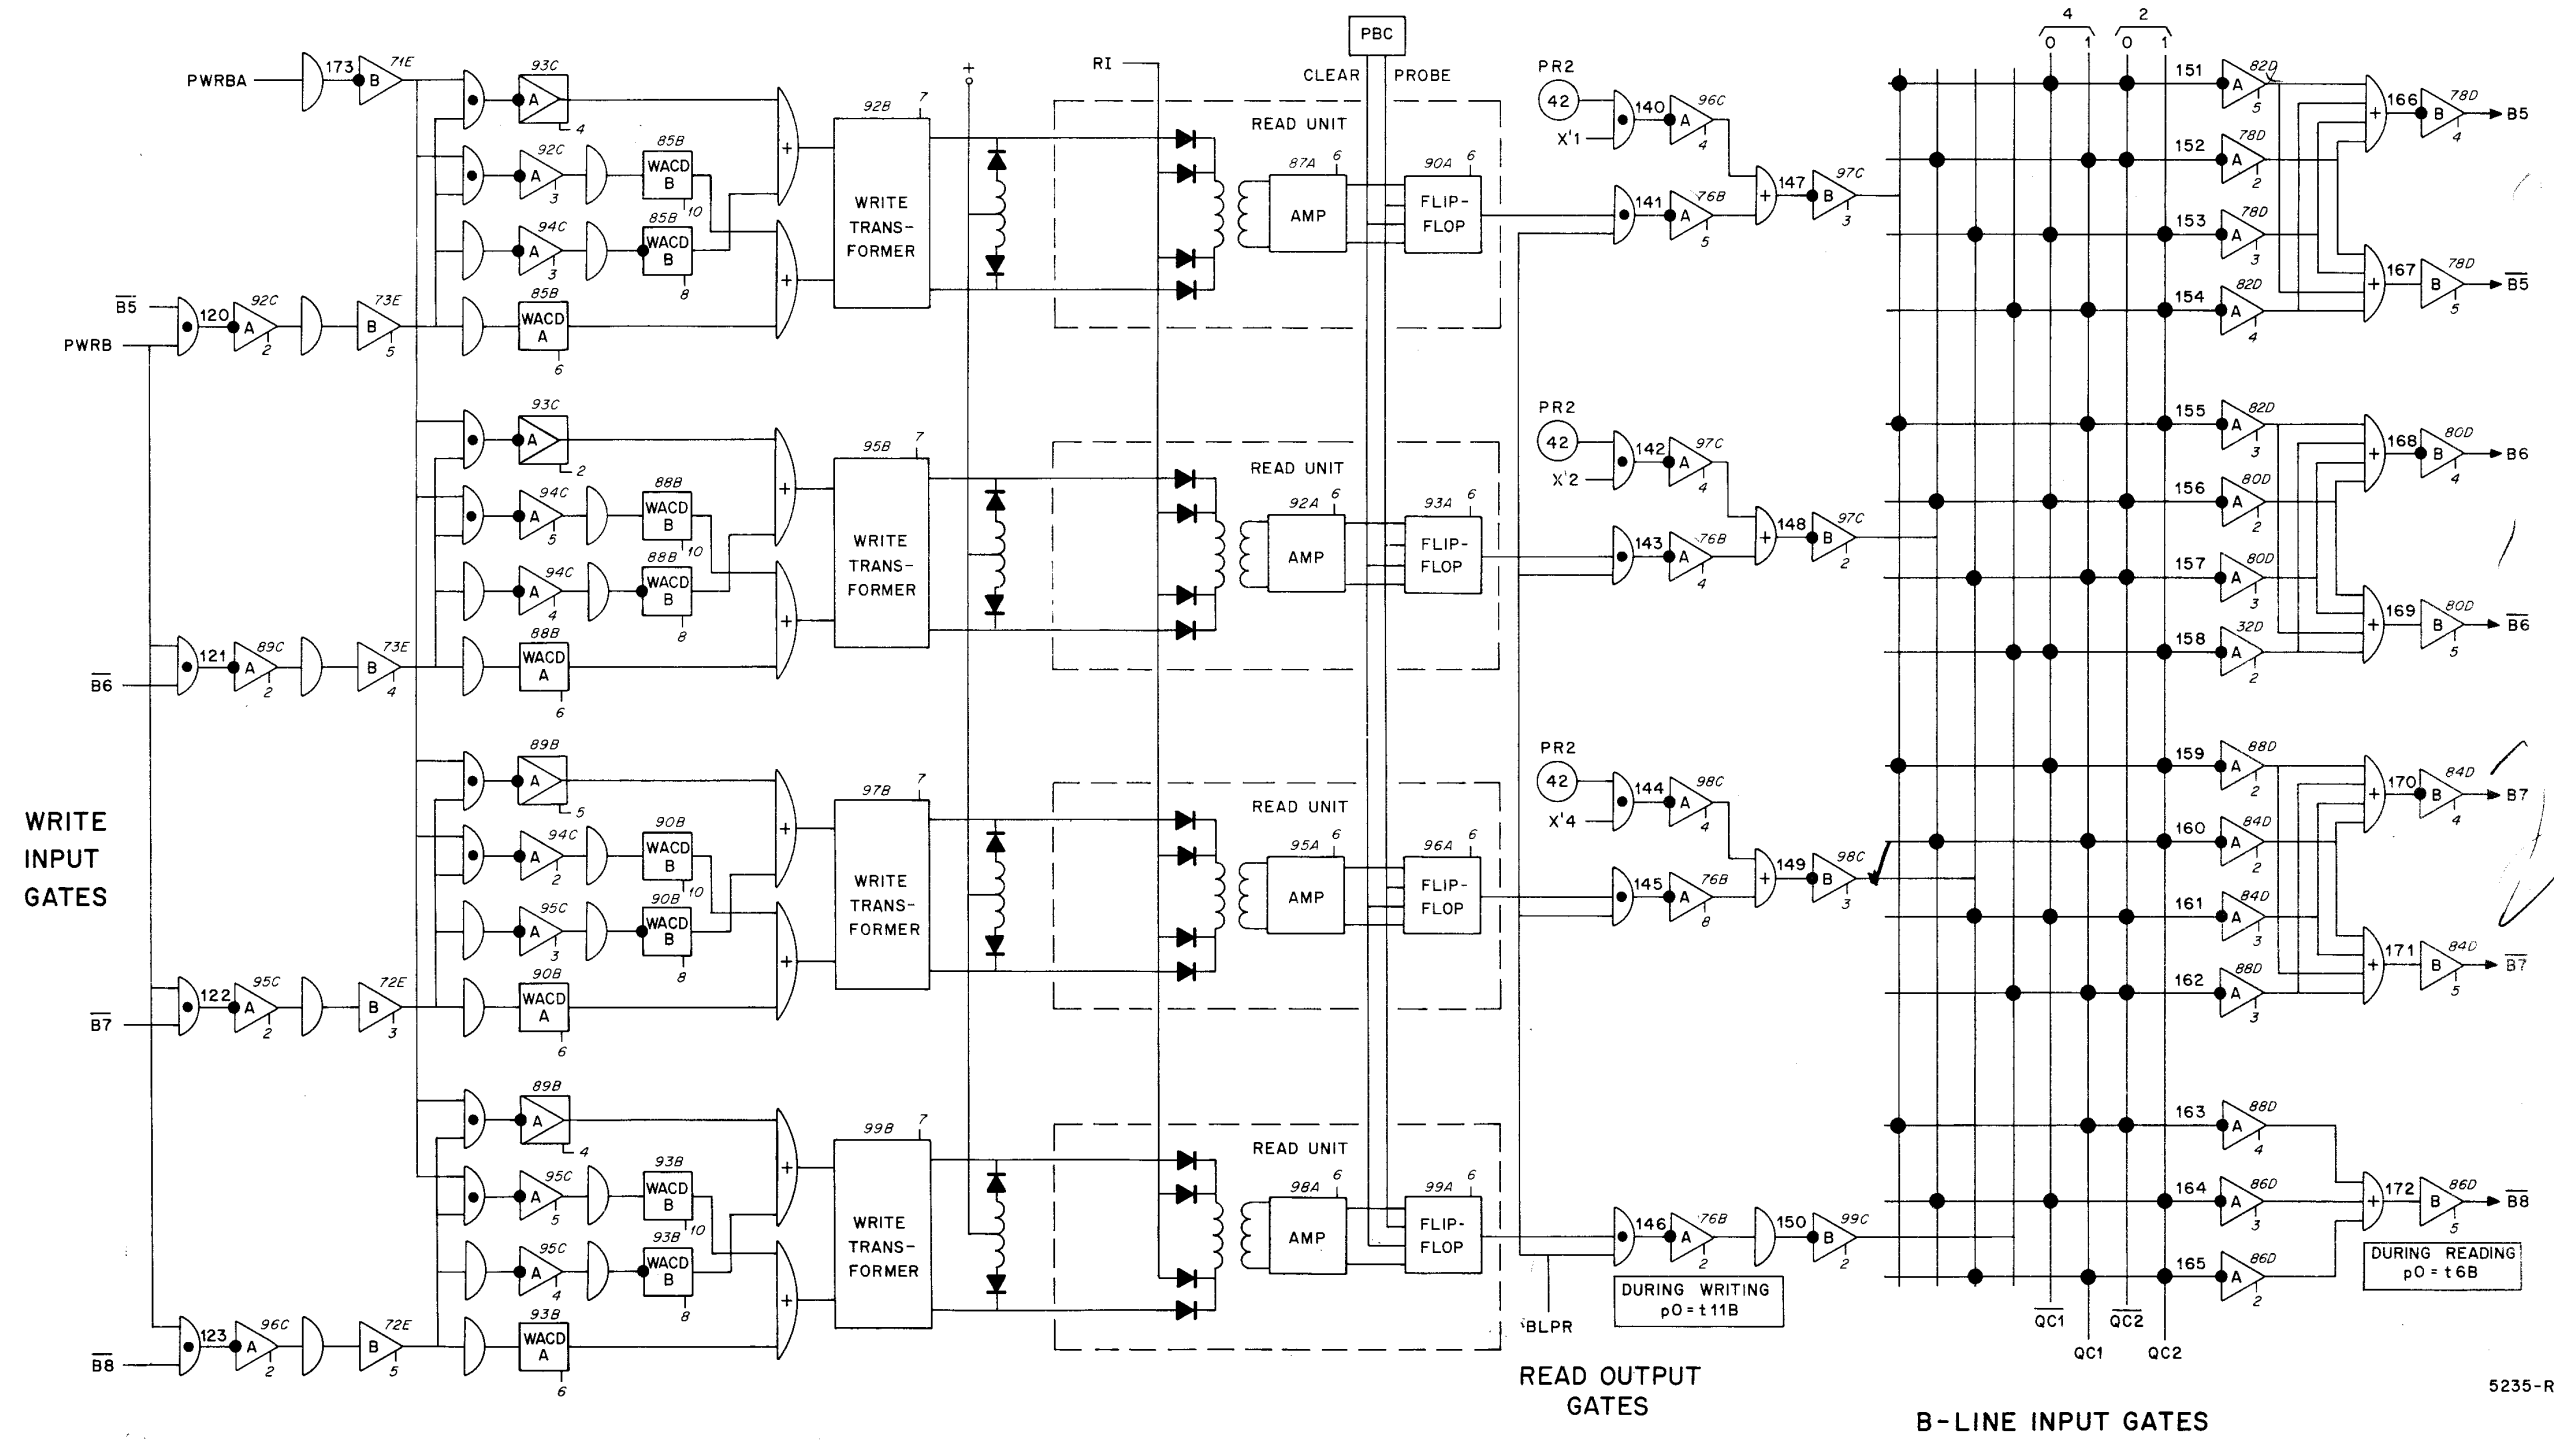 4 2
0 1 0 1
PBC
CLEAR PROBE
+
RI
PWRBA 173 B 71E
93C A 4
92C A 3
85B WACD B 10
94C A 3
85B WACD B 8
85B WACD A 6
B̅5̅
PWRB
120 A 92C 2
B 73E 5
+
+
92B 7
WRITE TRANS-FORMER
READ UNIT
87A 6 AMP
90A 6 FLIP-FLOP
PR2
42
X'1
140 A 96C 4
141 A 76B 5
+ 147 B 97C 3
151 A 82D 5
152 A 78D 2
153 A 78D 3
154 A 82D 4
+ 166 B 78D 4 B5
+ 167 B 78D 5 B̅5̅
93C A 2
94C A 5
88B WACD B 10
94C A 4
88B WACD B 8
88B WACD A 6
B̅6̅
121 A 89C 2
B 73E 4
+
+
95B 7
WRITE TRANS-FORMER
READ UNIT
92A 6 AMP
93A 6 FLIP-FLOP
PR2
42
X'2
142 A 97C 4
143 A 76B 4
+ 148 B 97C 2
155 A 82D 3
156 A 80D 2
157 A 80D 3
158 A 32D 2
+ 168 B 80D 4 B6
+ 169 B 80D 5 B̅6̅
WRITE
INPUT
GATES
89B A 5
94C A 2
90B WACD B 10
95C A 3
90B WACD B 8
90B WACD A 6
B̅7̅
122 A 95C 2
B 72E 3
+
+
97B 7
WRITE TRANS-FORMER
READ UNIT
95A 6 AMP
96A 6 FLIP-FLOP
PR2
42
X'4
144 A 98C 4
145 A 76B 8
+ 149 B 98C 3
159 A 88D 2
160 A 84D 2
161 A 84D 3
162 A 88D 3
+ 170 B 84D 4 B7
+ 171 B 84D 5 B̅7̅
89B A 4
95C A 5
93B WACD B 10
95C A 4
93B WACD B 8
93B WACD A 6
B̅8̅
123 A 96C 2
B 72E 5
+
+
99B 7
WRITE TRANS-FORMER
READ UNIT
98A 6 AMP
99A 6 FLIP-FLOP
146 A 76B 2
150 B 99C 2
163 A 88D 4
164 A 86D 3
165 A 86D 2
+ 172 B 86D 5 B̅8̅
DURING READING
p0 = t6B
DURING WRITING
p0 = t11B
BLPR
Q̅C̅1̅ Q̅C̅2̅
QC1 QC2
READ OUTPUT
GATES
B-LINE INPUT GATES
5235-R